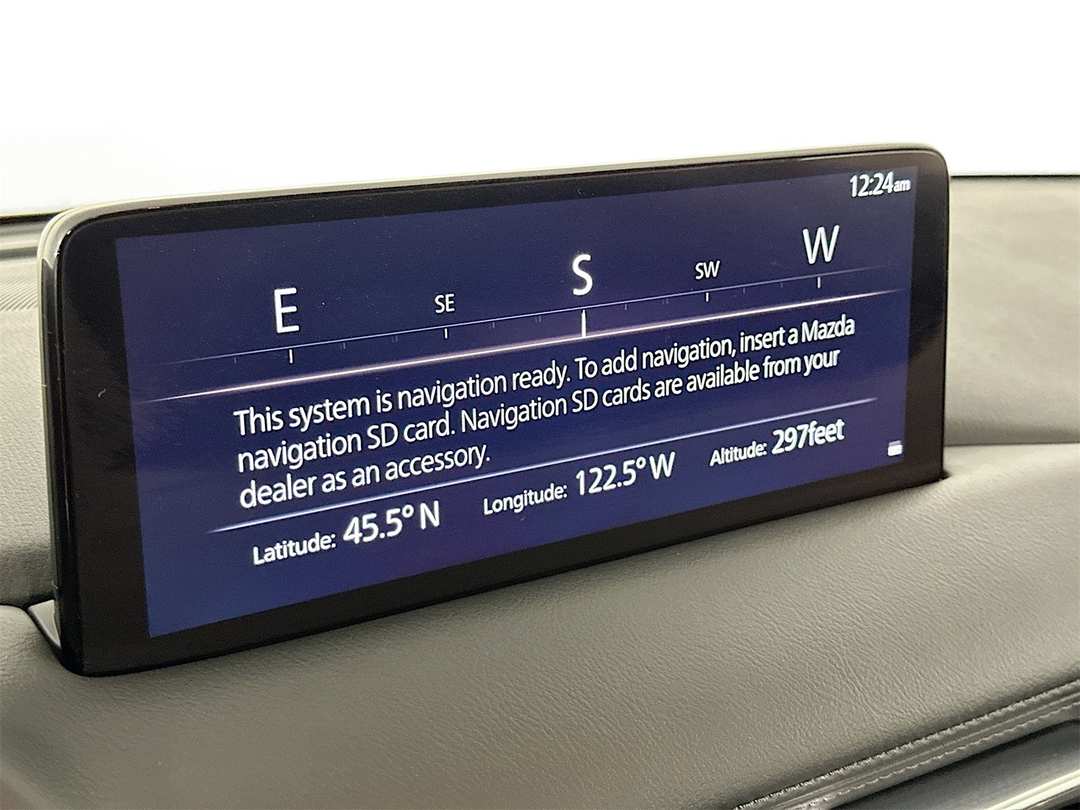 12:24am
E SE S SW W
This system is navigation ready. To add navigation, insert a Mazda
navigation SD card. Navigation SD cards are available from your
dealer as an accessory.
Latitude: 45.5° N Longitude: 122.5° W Altitude: 297feet